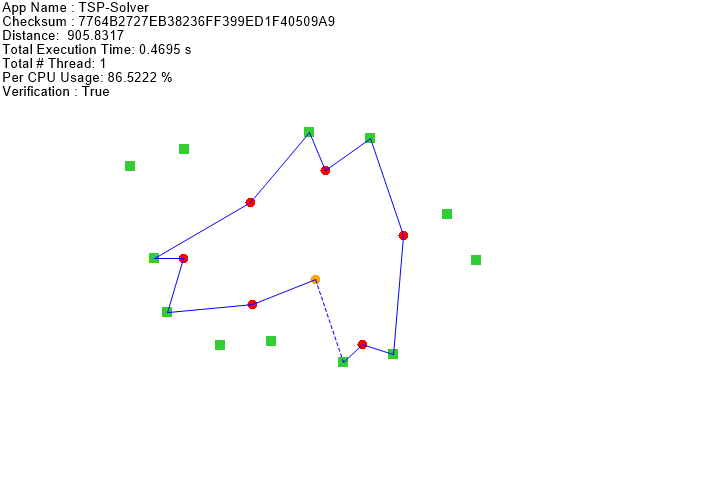 App Name : TSP-Solver
Checksum : 7764B2727EB38236FF399ED1F40509A9
Distance:  905.8317
Total Execution Time: 0.4695 s
Total # Thread: 1
Per CPU Usage: 86.5222 %
Verification : True